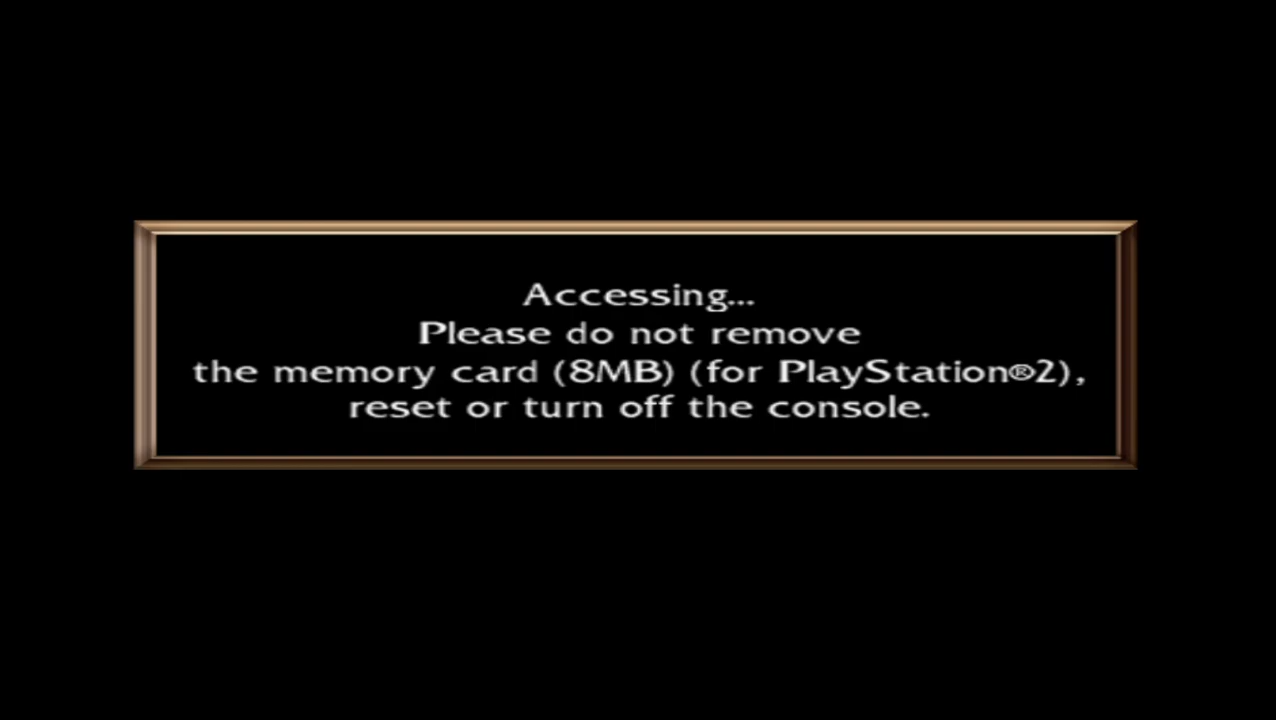 Accessing...
Please do not remove
the memory card (8MB) (for PlayStation®2),
reset or turn off the console.